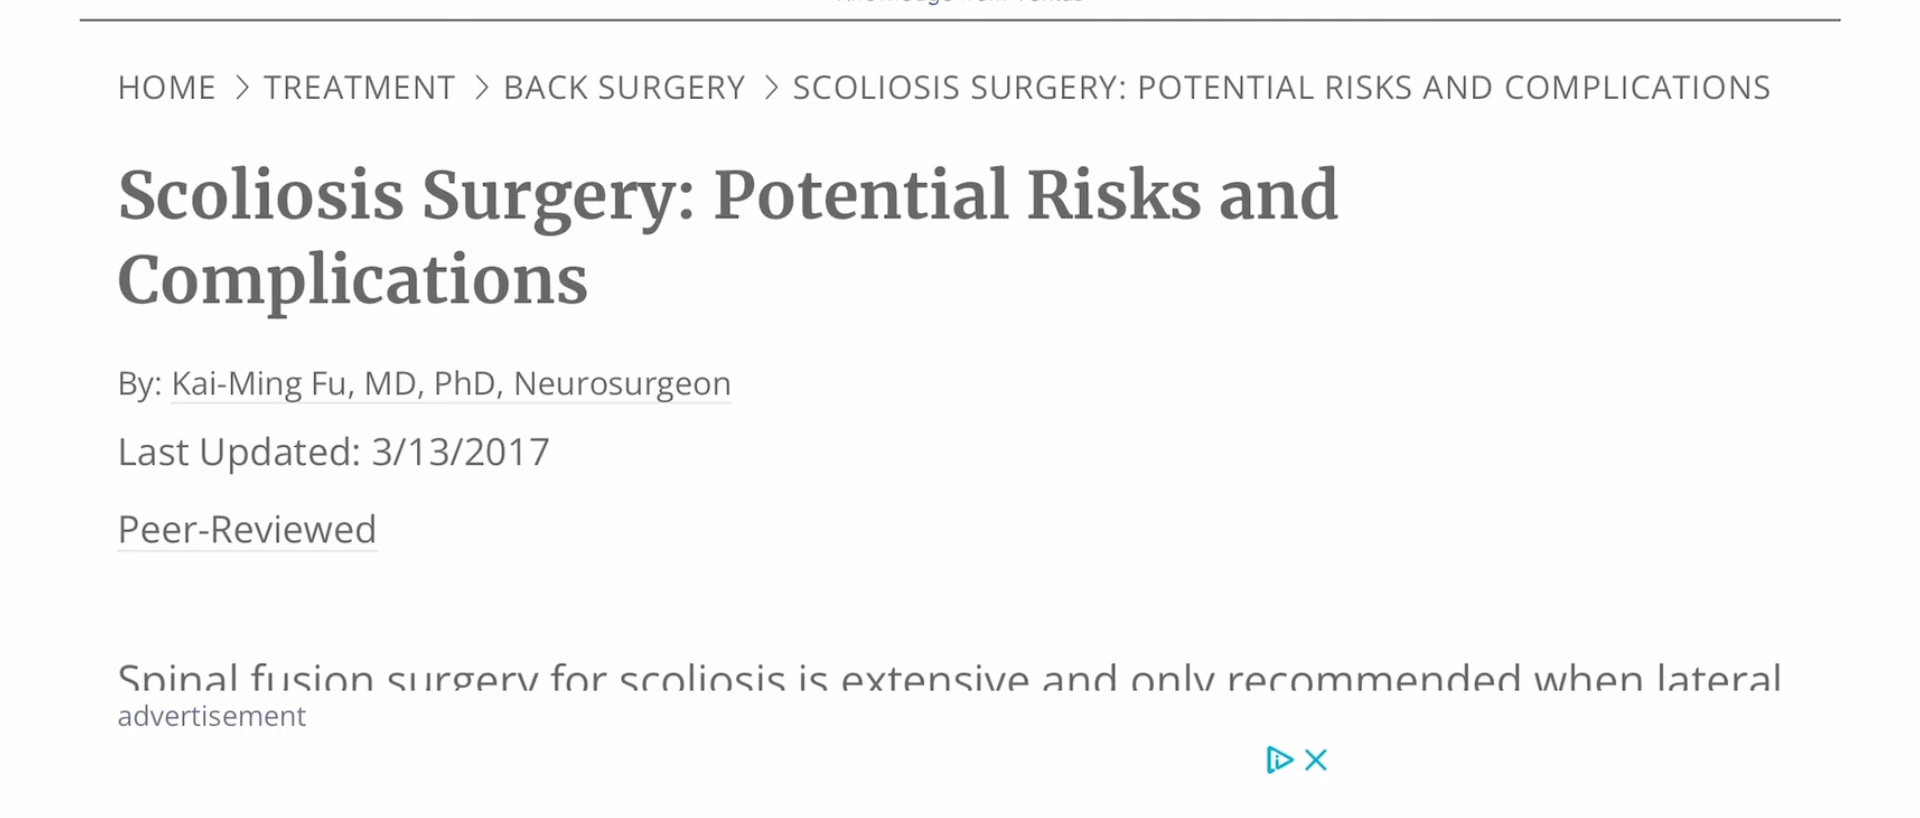 HOME > TREATMENT > BACK SURGERY > SCOLIOSIS SURGERY: POTENTIAL RISKS AND COMPLICATIONS
Scoliosis Surgery: Potential Risks and
Complications
By: Kai-Ming Fu, MD, PhD, Neurosurgeon
Last Updated: 3/13/2017
Peer-Reviewed
Spinal fusion surgery for scoliosis is extensive and only recommended when lateral
advertisement